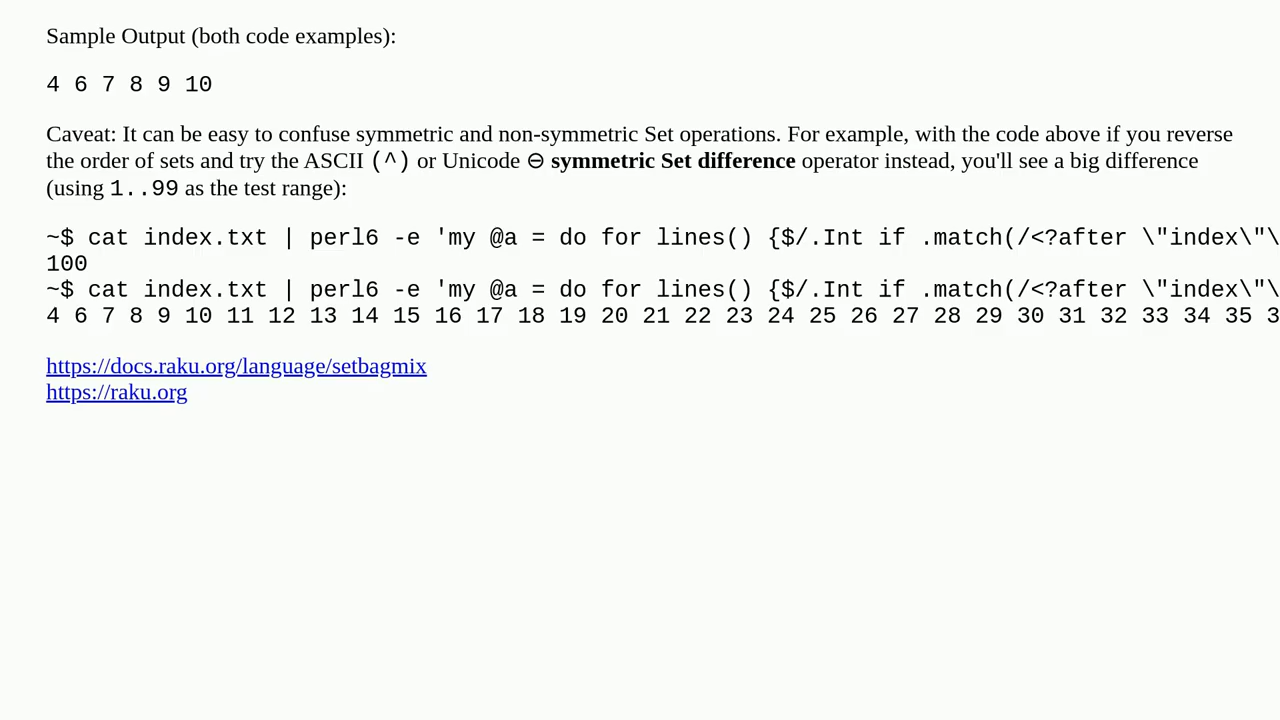 Sample Output (both code examples):
4 6 7 8 9 10
Caveat: It can be easy to confuse symmetric and non-symmetric Set operations. For example, with the code above if you reverse
the order of sets and try the ASCII (^) or Unicode ⊖ symmetric Set difference operator instead, you'll see a big difference
(using 1..99 as the test range):
~$ cat index.txt | perl6 -e 'my @a = do for lines() {$/.Int if .match(/<?after \"index\"\
100
~$ cat index.txt | perl6 -e 'my @a = do for lines() {$/.Int if .match(/<?after \"index\"\
4 6 7 8 9 10 11 12 13 14 15 16 17 18 19 20 21 22 23 24 25 26 27 28 29 30 31 32 33 34 35 3
https://docs.raku.org/language/setbagmix
https://raku.org